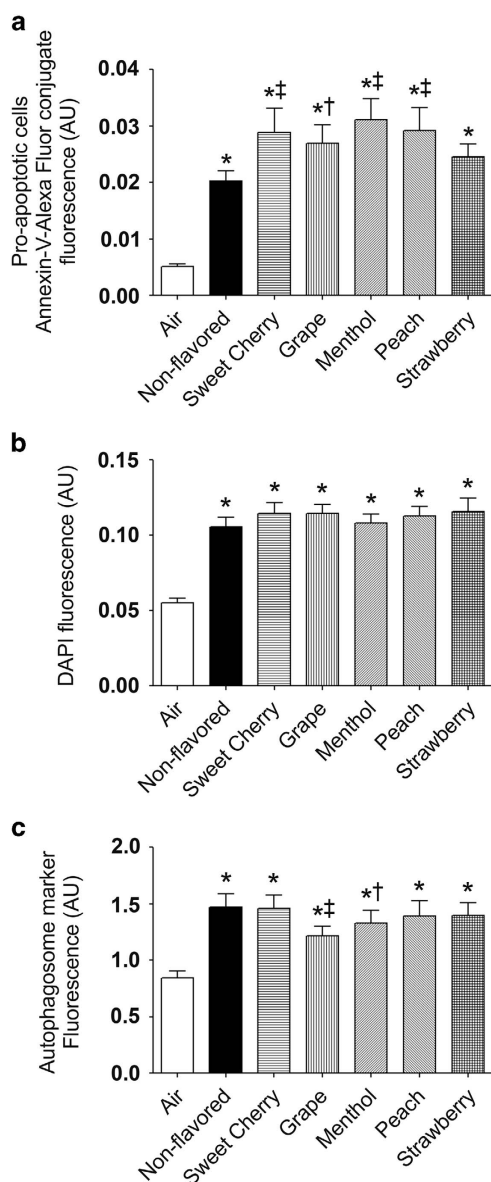 a
Pro-apoptotic cells
Annexin-V-Alexa Fluor conjugate
fluorescence (AU)
0.04
0.03
0.02
0.01
0.00
*
*‡
*†
*‡
*‡
*
Air
Non-flavored
Sweet Cherry
Grape
Menthol
Peach
Strawberry
b
DAPI fluorescence (AU)
0.15
0.10
0.05
0.00
*
*
*
*
*
*
Air
Non-flavored
Sweet Cherry
Grape
Menthol
Peach
Strawberry
c
Autophagosome marker
Fluorescence (AU)
2.0
1.5
1.0
0.5
0.0
*
*
*‡
*†
*
*
Air
Non-flavored
Sweet Cherry
Grape
Menthol
Peach
Strawberry